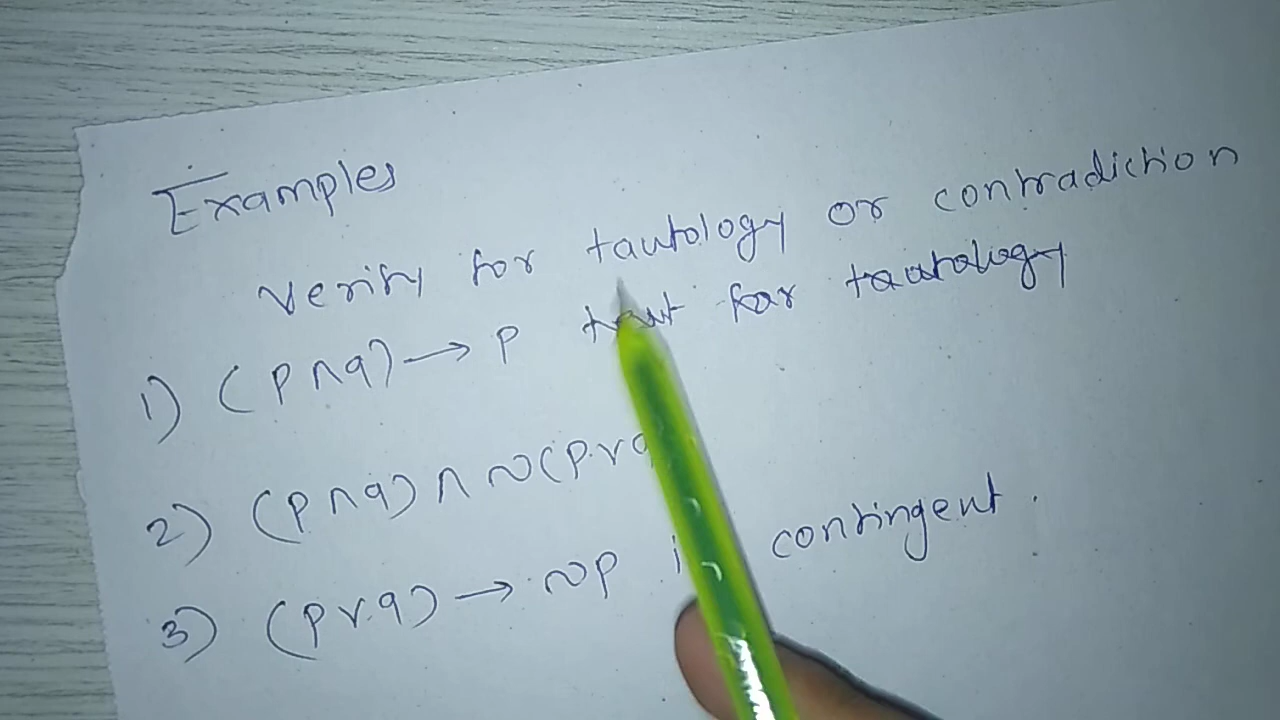 Examples
Verify for tautology or contradiction
1) (p∧q) → p test for tautology
2) (p∧q) ∧ ~(p∨q
3) (p∨q) → ~p is contingent.